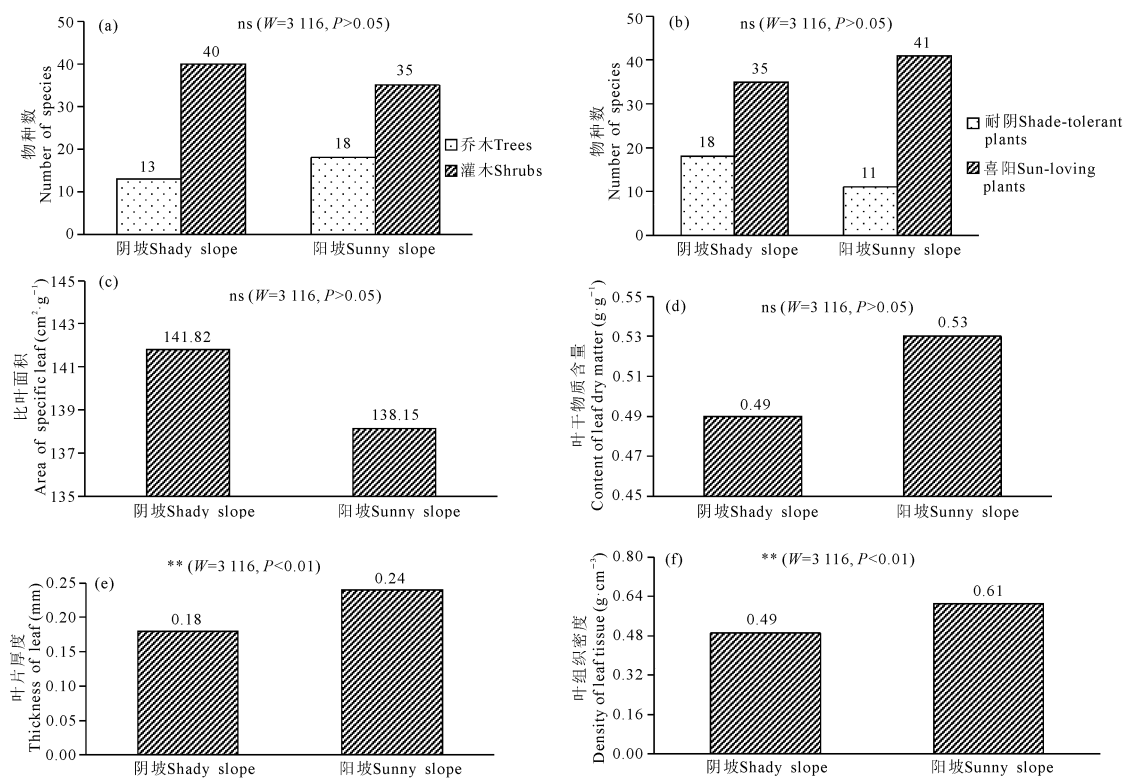 (a)
ns (W=3 116, P>0.05)
物种数
Number of species
50
40
30
20
10
0
13
40
18
35
阴坡Shady slope
阳坡Sunny slope
乔木Trees
灌木Shrubs
(b)
ns (W=3 116, P>0.05)
物种数
Number of species
50
40
30
20
10
0
18
35
11
41
阴坡Shady slope
阳坡Sunny slope
耐阴Shade-tolerant
plants
喜阳Sun-loving
plants
(c)
ns (W=3 116, P>0.05)
比叶面积
Area of specific leaf (cm²·g⁻¹)
145
143
141
139
137
135
141.82
138.15
阴坡Shady slope
阳坡Sunny slope
(d)
ns (W=3 116, P>0.05)
叶干物质含量
Content of leaf dry matter (g·g⁻¹)
0.55
0.53
0.51
0.49
0.47
0.45
0.49
0.53
阴坡Shady slope
阳坡Sunny slope
(e)
** (W=3 116, P<0.01)
叶片厚度
Thickness of leaf (mm)
0.25
0.20
0.15
0.10
0.05
0.00
0.18
0.24
阴坡Shady slope
阳坡Sunny slope
(f)
** (W=3 116, P<0.01)
叶组织密度
Density of leaf tissue (g·cm⁻³)
0.80
0.64
0.48
0.32
0.16
0.00
0.49
0.61
阴坡Shady slope
阳坡Sunny slope